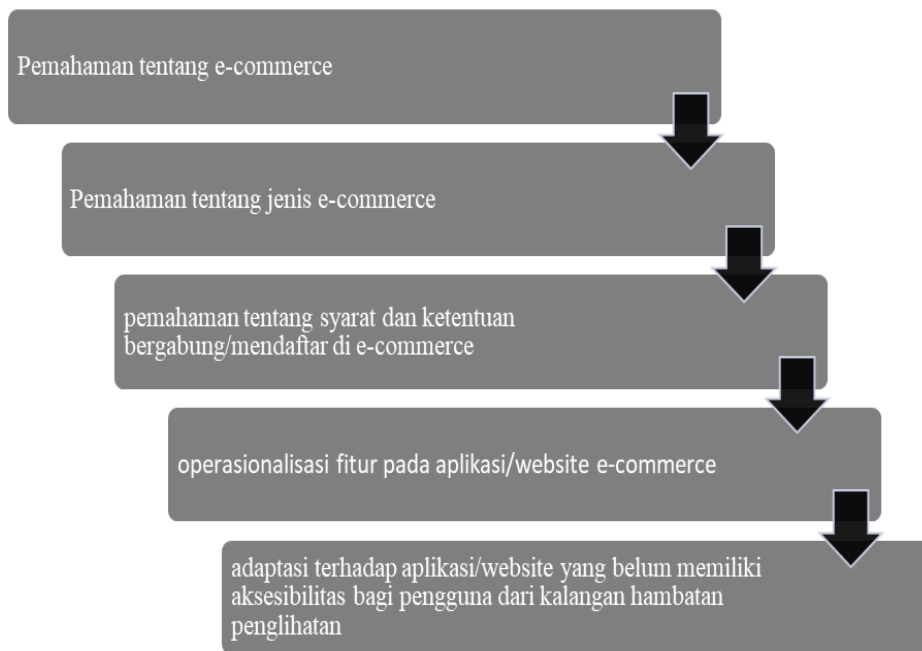 Pemahaman tentang e-commerce
Pemahaman tentang jenis e-commerce
pemahaman tentang syarat dan ketentuan
bergabung/mendaftar di e-commerce
operasionalisasi fitur pada aplikasi/website e-commerce
adaptasi terhadap aplikasi/website yang belum memiliki
aksesibilitas bagi pengguna dari kalangan hambatan
penglihatan